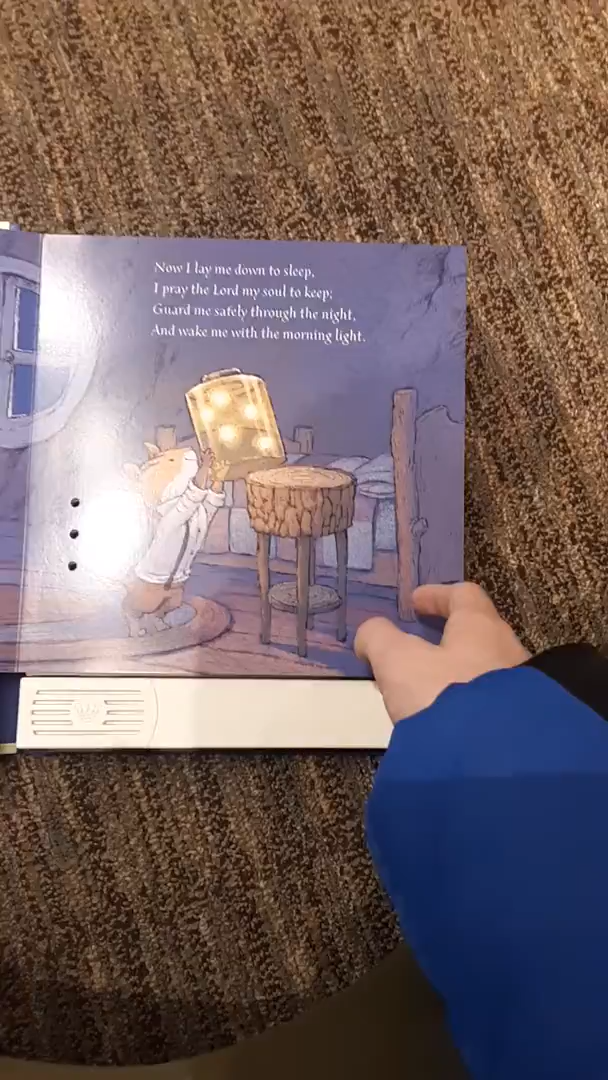 Now I lay me down to sleep,
I pray the Lord my soul to keep;
Guard me safely through the night,
And wake me with the morning light.